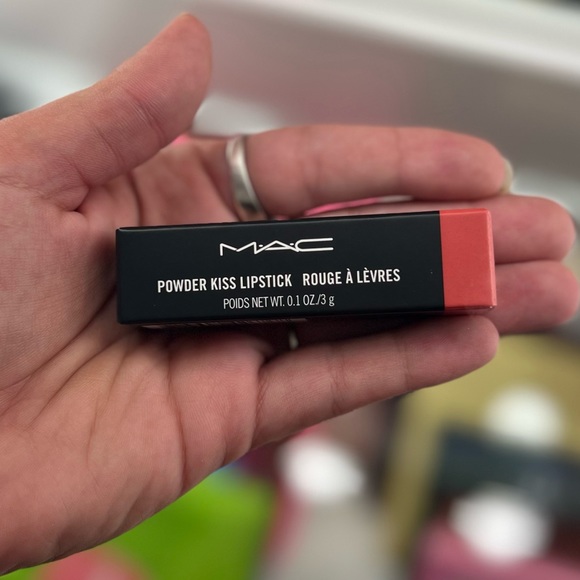 M·A·C
POWDER KISS LIPSTICK ROUGE À LÈVRES
POIDS NET WT. 0.1 OZ./3 g